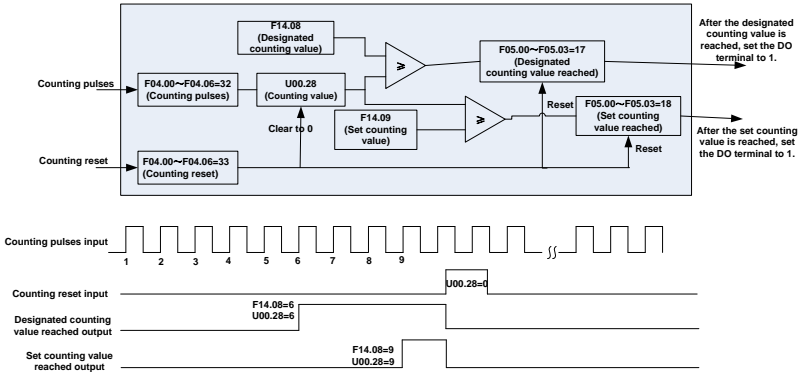 F14.08
(Designated
counting value)
After the designated
counting value is
reached, set the DO
terminal to 1.
≥
F05.00～F05.03=17
(Designated
counting value reached)
Counting pulses
F04.00～F04.06=32
(Counting pulses)
U00.28
(Counting value)
Reset
F05.00～F05.03=18
(Set counting
value reached)
Clear to 0
F14.09
(Set counting
value)
≥
Reset
After the set counting
value is reached, set
the DO terminal to 1.
Counting reset
F04.00～F04.06=33
(Counting reset)
Counting pulses input
1 2 3 4 5 6 7 8 9
Counting reset input
U00.28=0
Designated counting
value reached output
F14.08=6
U00.28=6
Set counting value
reached output
F14.08=9
U00.28=9